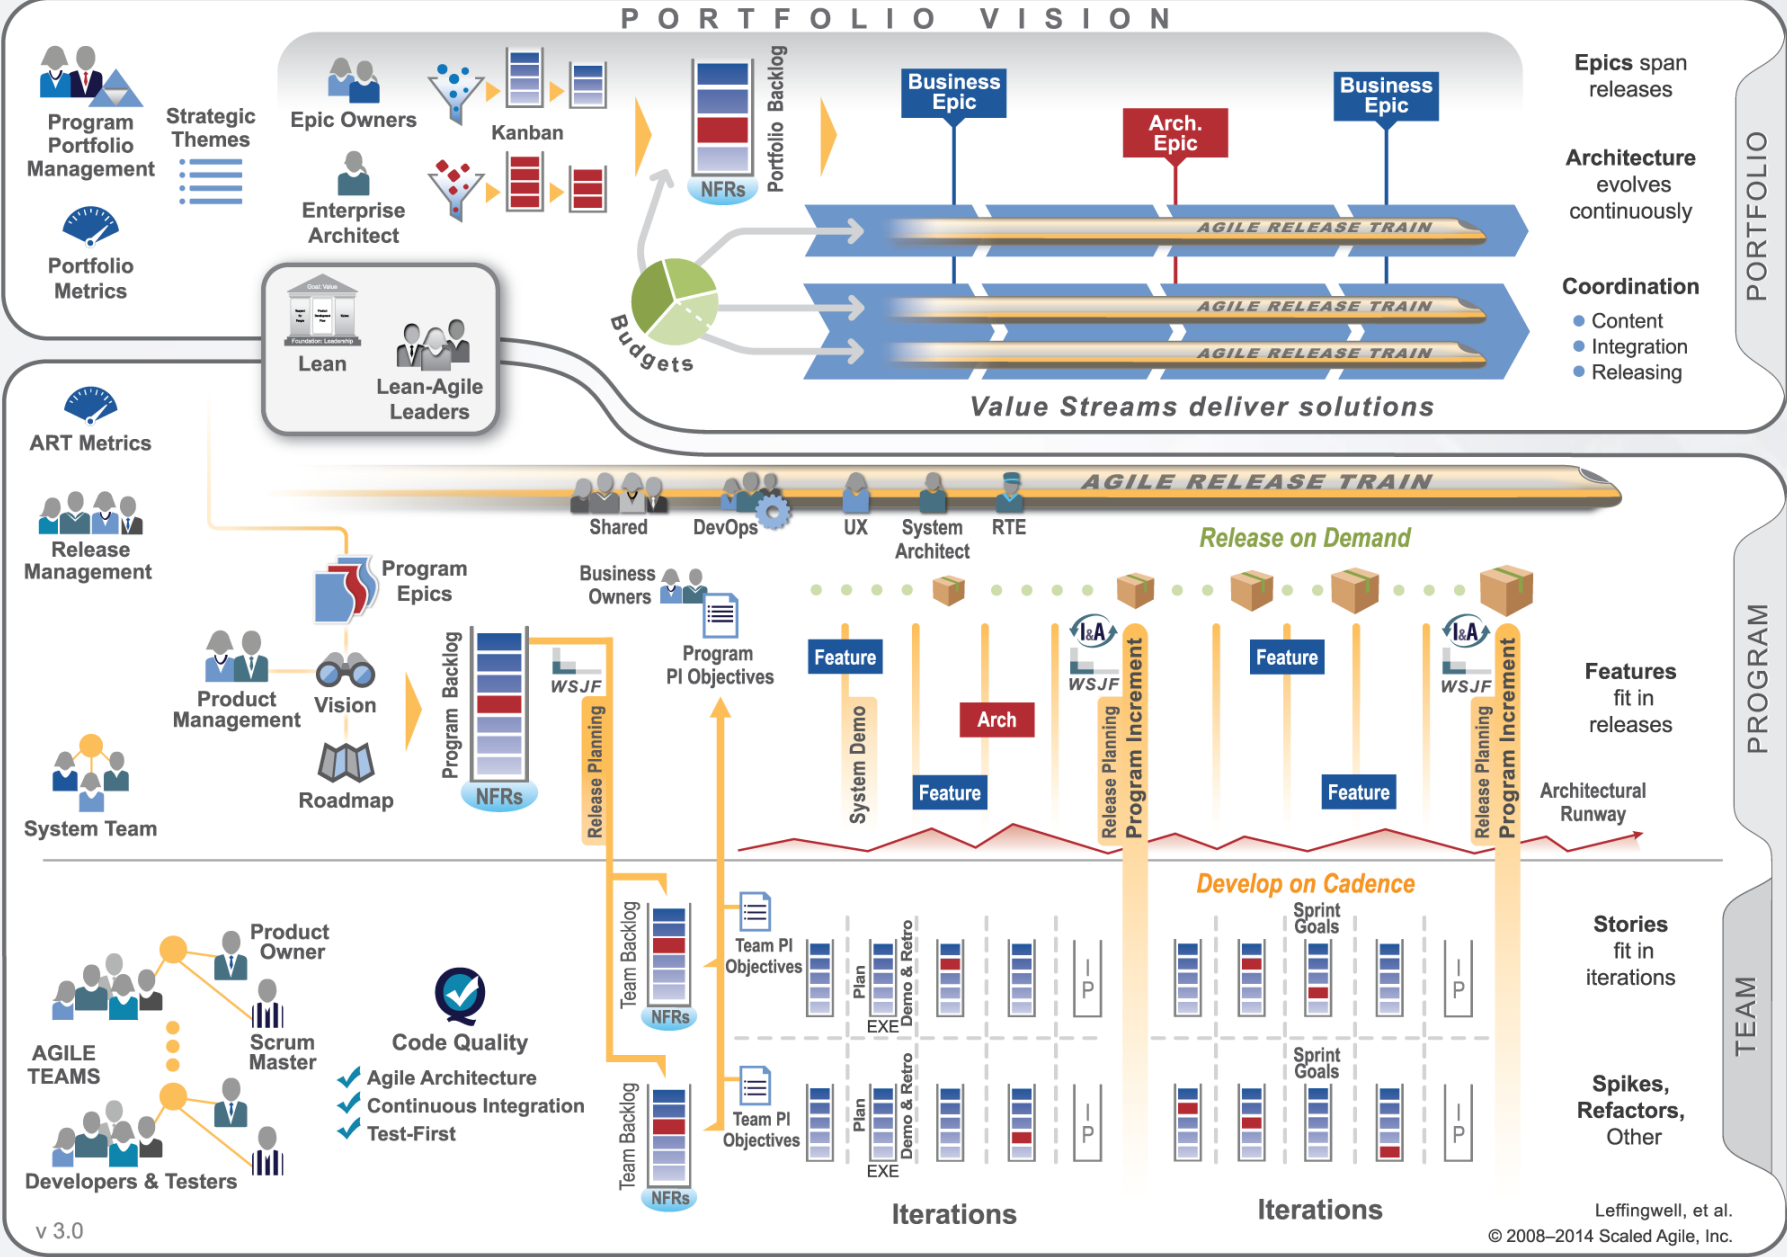 PORTFOLIO VISION
Program
Portfolio
Management
Strategic
Themes
Portfolio
Metrics
Epic Owners
Enterprise
Architect
Kanban
Portfolio Backlog
NFRs
Budgets
Business
Epic
Arch.
Epic
Business
Epic
AGILE RELEASE TRAIN
AGILE RELEASE TRAIN
AGILE RELEASE TRAIN
Value Streams deliver solutions
Epics span
releases
Architecture
evolves
continuously
Coordination
Content
Integration
Releasing
PORTFOLIO
Goal: Value
Foundation: Leadership
Lean
Lean-Agile
Leaders
ART Metrics
Release
Management
System Team
AGILE RELEASE TRAIN
Shared
DevOps
UX
System
Architect
RTE
Release on Demand
Program
Epics
Product
Management
Vision
Roadmap
Program Backlog
NFRs
WSJF
Release Planning
Business
Owners
Program
PI Objectives
Feature
System Demo
Feature
Arch
I&A
WSJF
Release Planning
Program Increment
Feature
Feature
I&A
WSJF
Release Planning
Program Increment
Features
fit in
releases
Architectural
Runway
PROGRAM
Develop on Cadence
AGILE
TEAMS
Product
Owner
Scrum
Master
Developers & Testers
Code Quality
Agile Architecture
Continuous Integration
Test-First
Team Backlog
NFRs
Team PI
Objectives
Plan
EXE
Demo & Retro
I
P
Sprint
Goals
I
P
Stories
fit in
iterations
Team Backlog
NFRs
Team PI
Objectives
Plan
EXE
Demo & Retro
I
P
Sprint
Goals
I
P
Spikes,
Refactors,
Other
TEAM
Iterations
Iterations
v 3.0
Leffingwell, et al.
© 2008–2014 Scaled Agile, Inc.